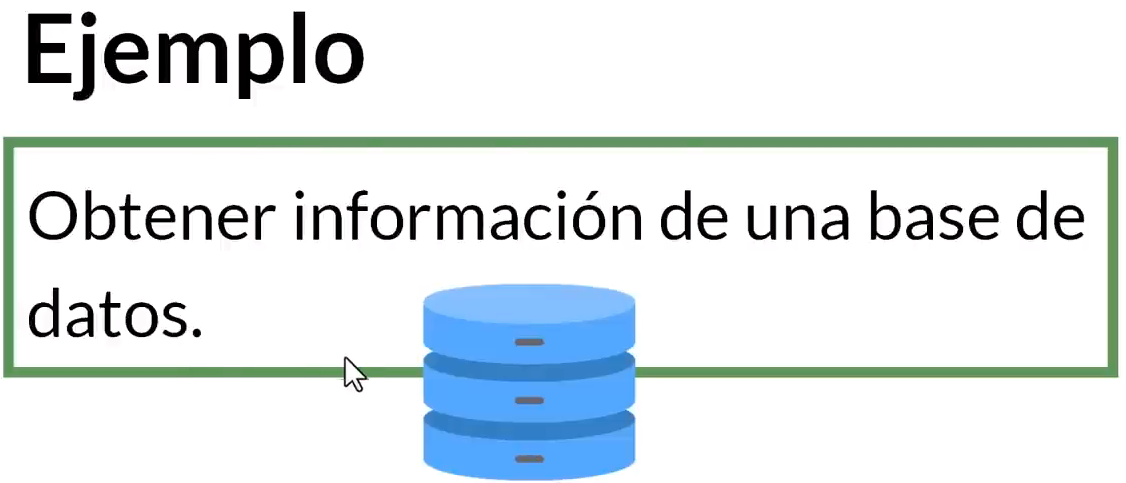 Ejemplo
Obtener información de una base de
datos.